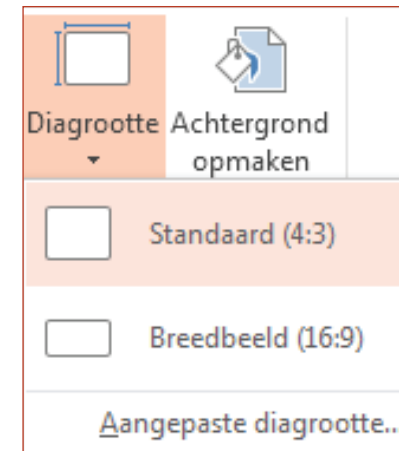 Diagrootte Achtergrond
opmaken
Standaard (4:3)
Breedbeeld (16:9)
Aangepaste diagrootte..